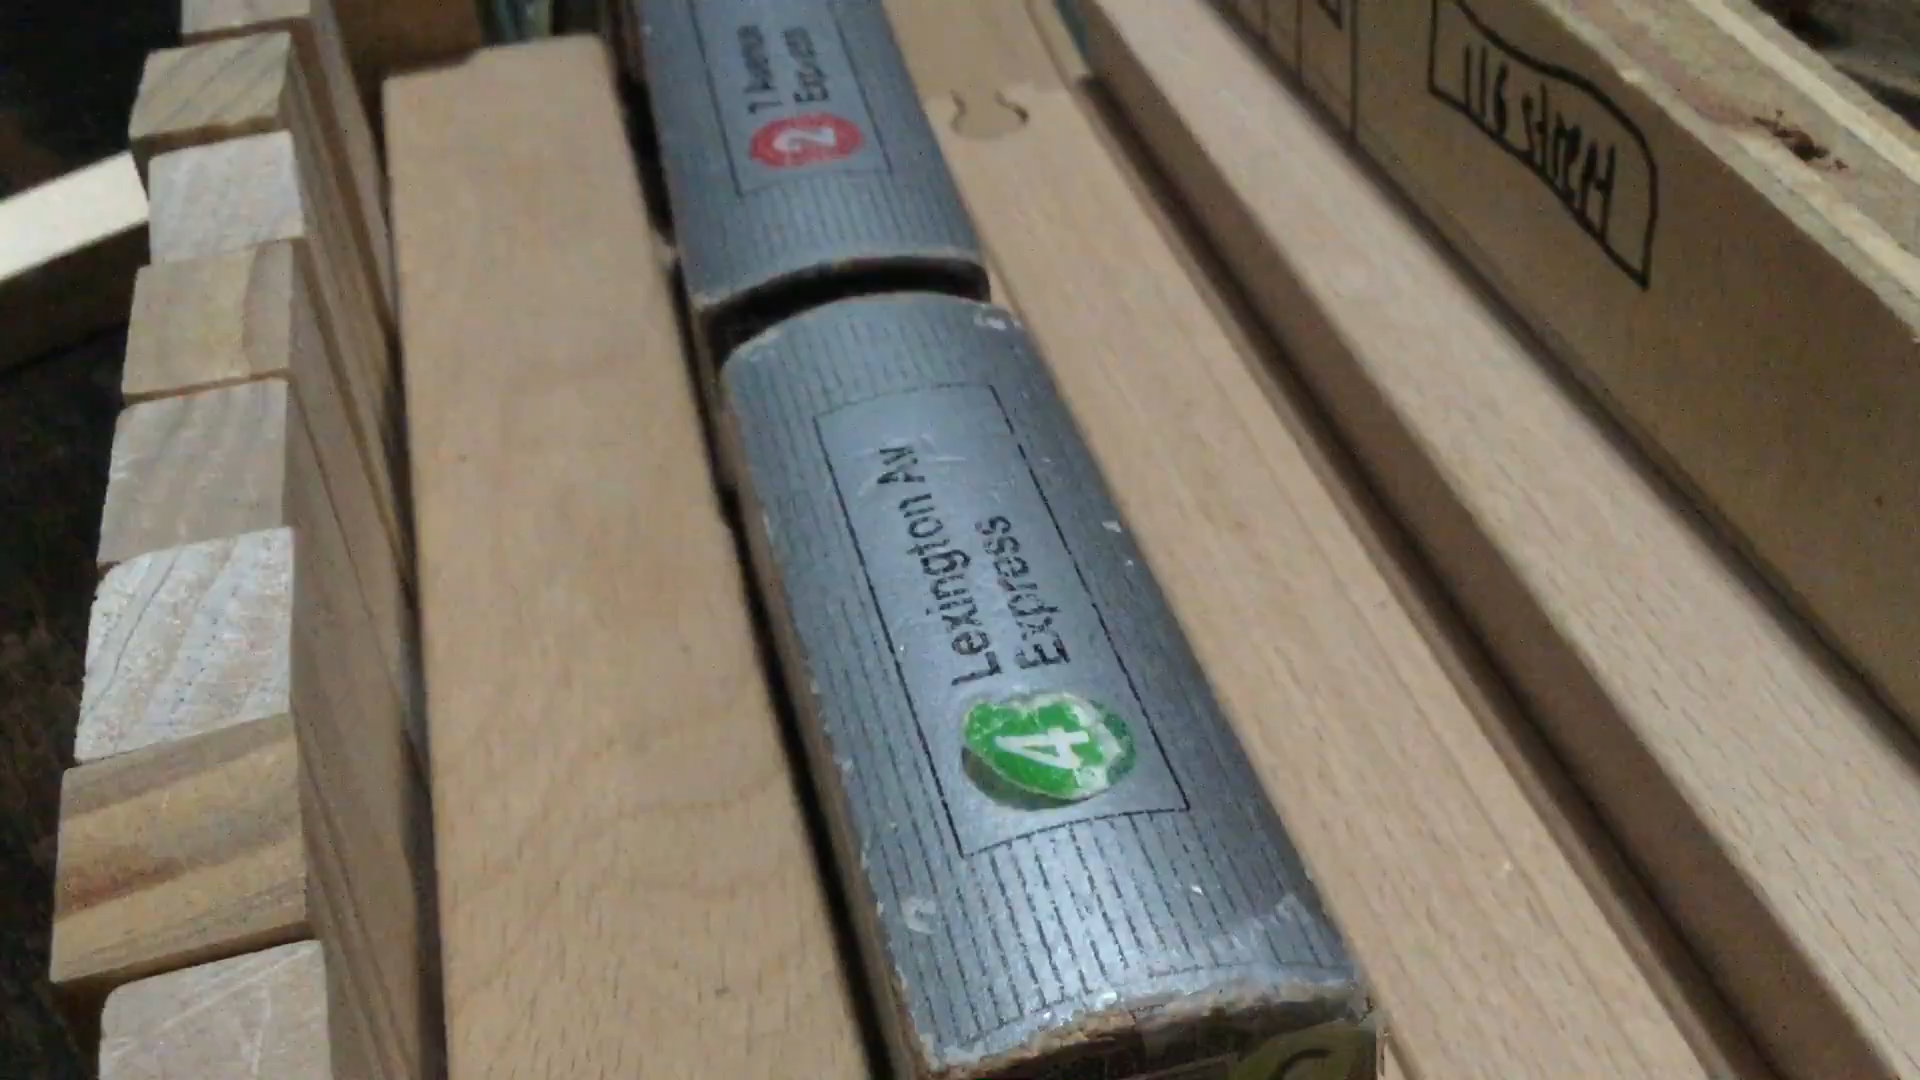 2
7 Avenue
Express
4
Lexington Av
Express